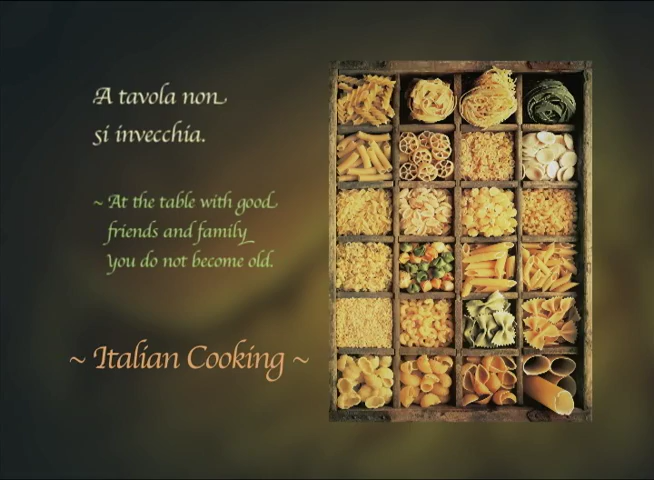 A tavola non
si invecchia.
~ At the table with good
friends and family
you do not become old.
~ Italian Cooking ~